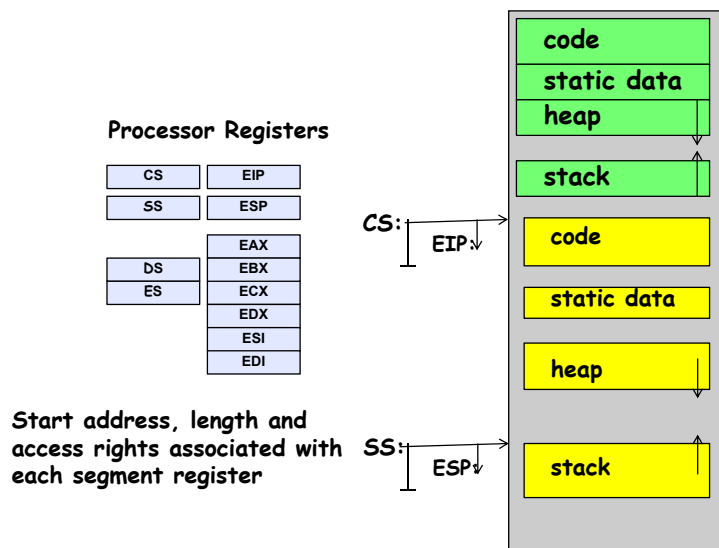 Processor Registers
CS EIP
SS ESP
EAX
DS EBX
ES ECX
EDX
ESI
EDI
Start address, length and
access rights associated with
each segment register
CS:
EIP:
SS:
ESP:
code
static data
heap
stack
code
static data
heap
stack